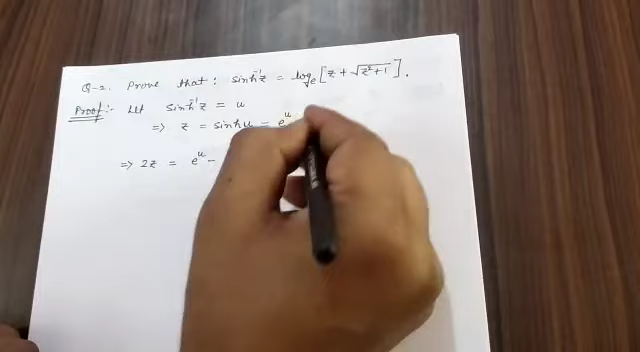 Q-2. Prove that : sinh⁻¹z = logₑ[z + √z²+1].
Proof:- Let sinh⁻¹z = u
=> z = sinhu = eᵘ
=> 2z = eᵘ -